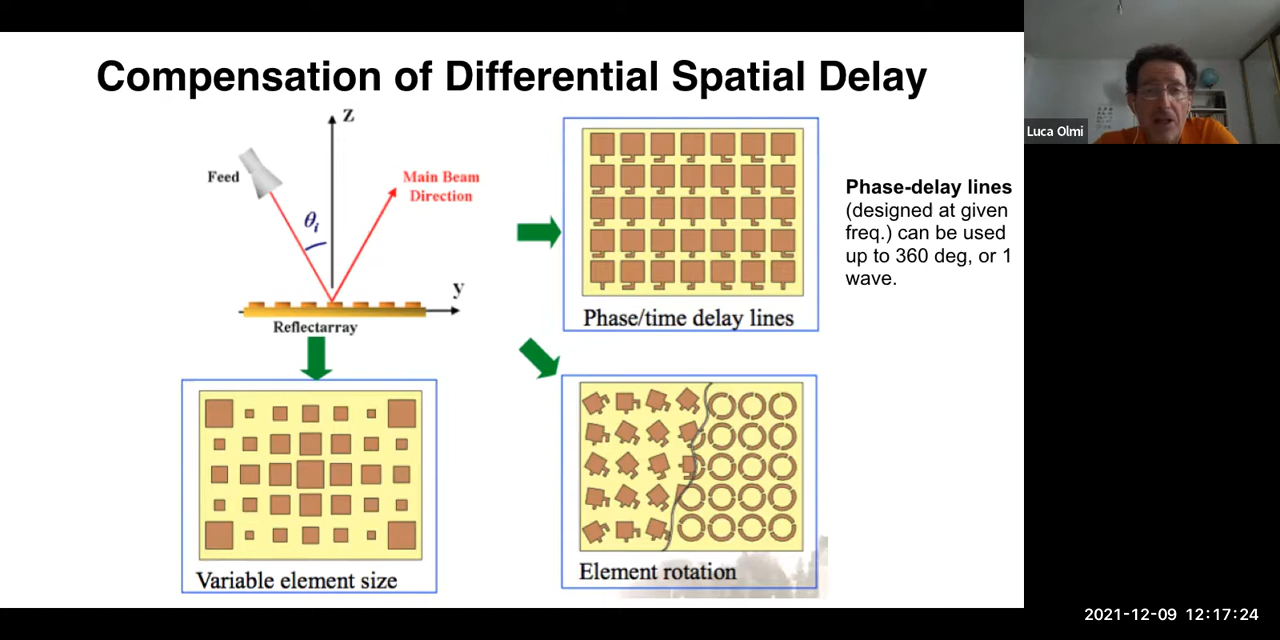 Compensation of Differential Spatial Delay
z
Feed
Main Beam
Direction
θi
y
Reflectarray
Phase/time delay lines
Phase-delay lines
(designed at given
freq.) can be used
up to 360 deg, or 1
wave.
Variable element size
Element rotation
Luca Olmi
2021-12-09 12:17:24